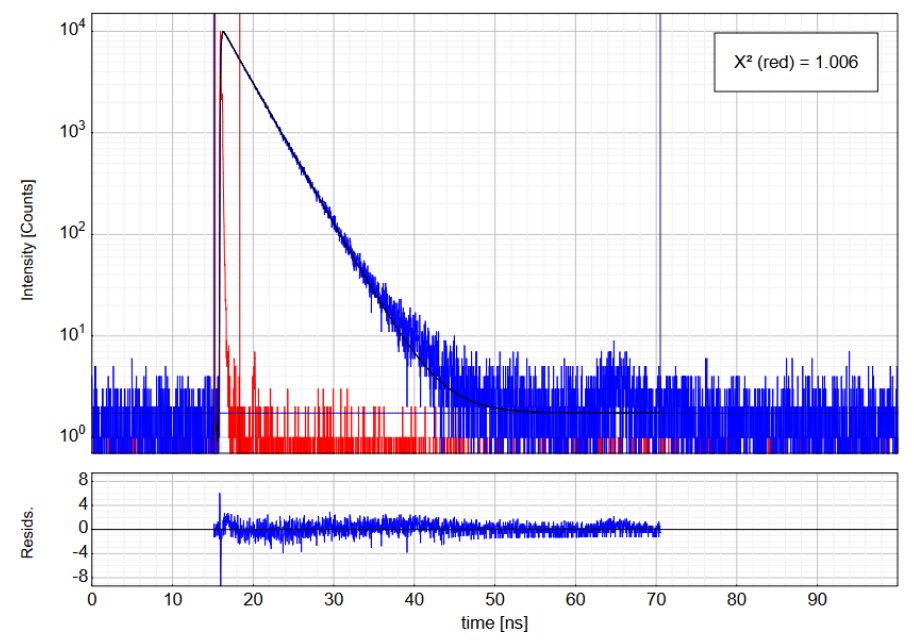 10⁴
X² (red) = 1.006
10³
10²
10¹
10⁰
Intensity [Counts]
8
4
0
-4
-8
Resids.
0 10 20 30 40 50 60 70 80 90
time [ns]